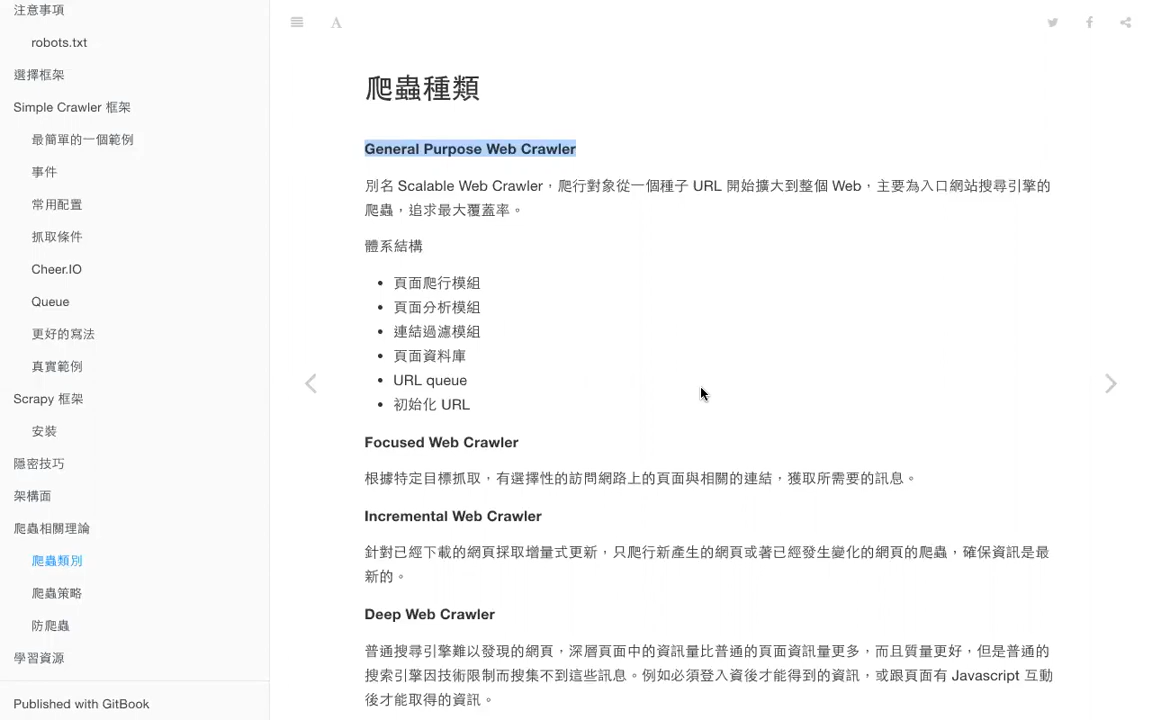 注意事項
robots.txt
選擇框架
Simple Crawler 框架
最簡單的一個範例
事件
常用配置
抓取條件
Cheer.IO
Queue
更好的寫法
真實範例
Scrapy 框架
安裝
隱密技巧
架構面
爬蟲相關理論
爬蟲類別
爬蟲策略
防爬蟲
學習資源
Published with GitBook
A
爬蟲種類
General Purpose Web Crawler
別名 Scalable Web Crawler，爬行對象從一個種子 URL 開始擴大到整個 Web，主要為入口網站搜尋引擎的
爬蟲，追求最大覆蓋率。
體系結構
• 頁面爬行模組
• 頁面分析模組
• 連結過濾模組
• 頁面資料庫
• URL queue
• 初始化 URL
Focused Web Crawler
根據特定目標抓取，有選擇性的訪問網路上的頁面與相關的連結，獲取所需要的訊息。
Incremental Web Crawler
針對已經下載的網頁採取增量式更新，只爬行新產生的網頁或著已經發生變化的網頁的爬蟲，確保資訊是最
新的。
Deep Web Crawler
普通搜尋引擎難以發現的網頁，深層頁面中的資訊量比普通的頁面資訊量更多，而且質量更好，但是普通的
搜索引擎因技術限制而搜集不到這些訊息。例如必須登入資後才能得到的資訊，或跟頁面有 Javascript 互動
後才能取得的資訊。